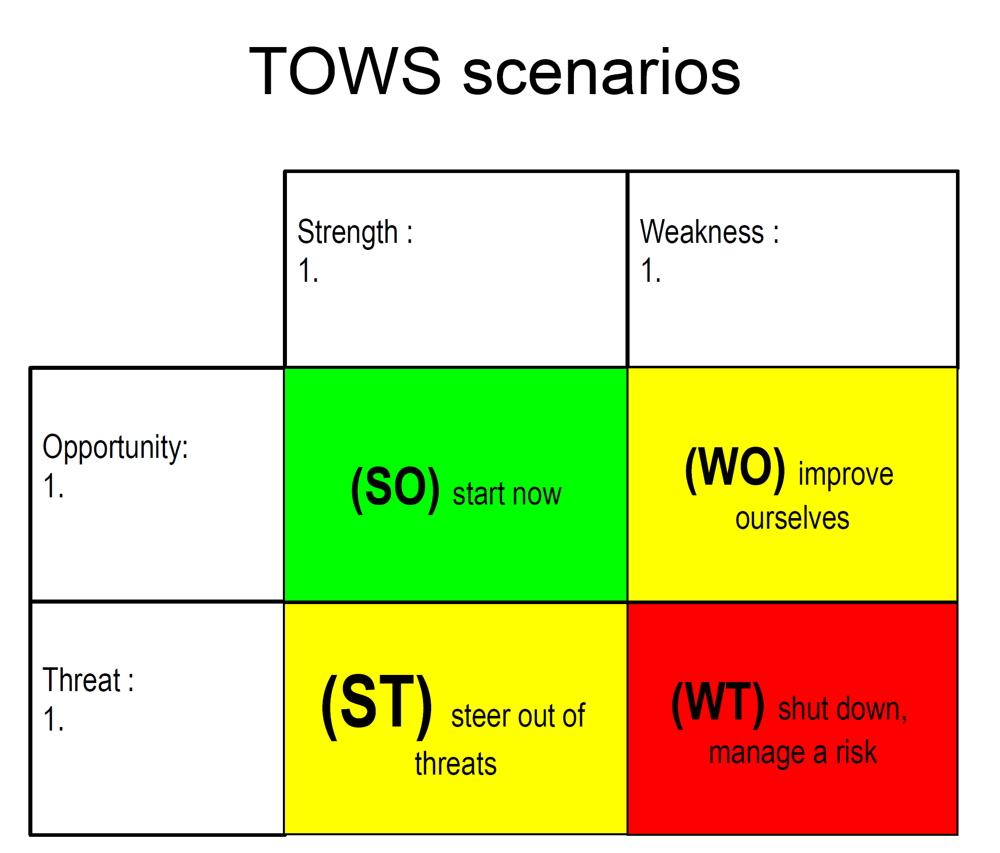 TOWS scenarios
Strength :
1.
Weakness :
1.
Opportunity:
1.
(SO) start now
(WO) improve
ourselves
Threat :
1.
(ST) steer out of
threats
(WT) shut down,
manage a risk